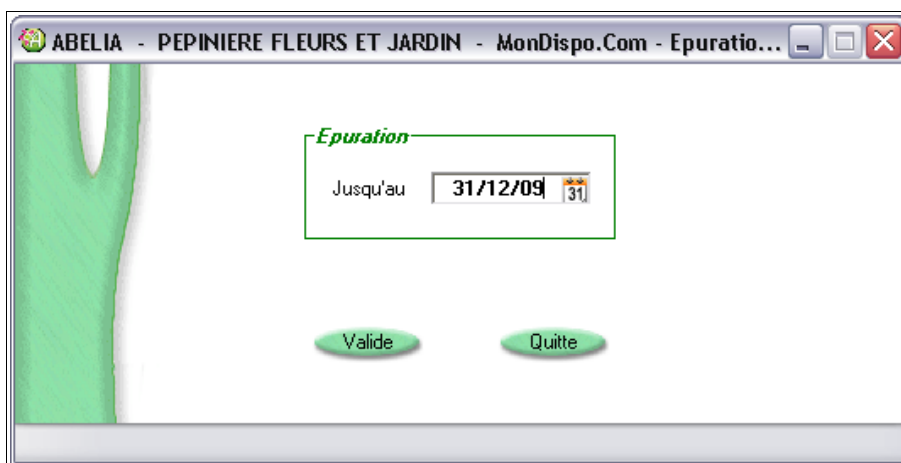 ABELIA - PEPINIERE FLEURS ET JARDIN - MonDispo.Com - Epuratio...
Epuration
Jusqu'au 31/12/09 31
Valide Quitte